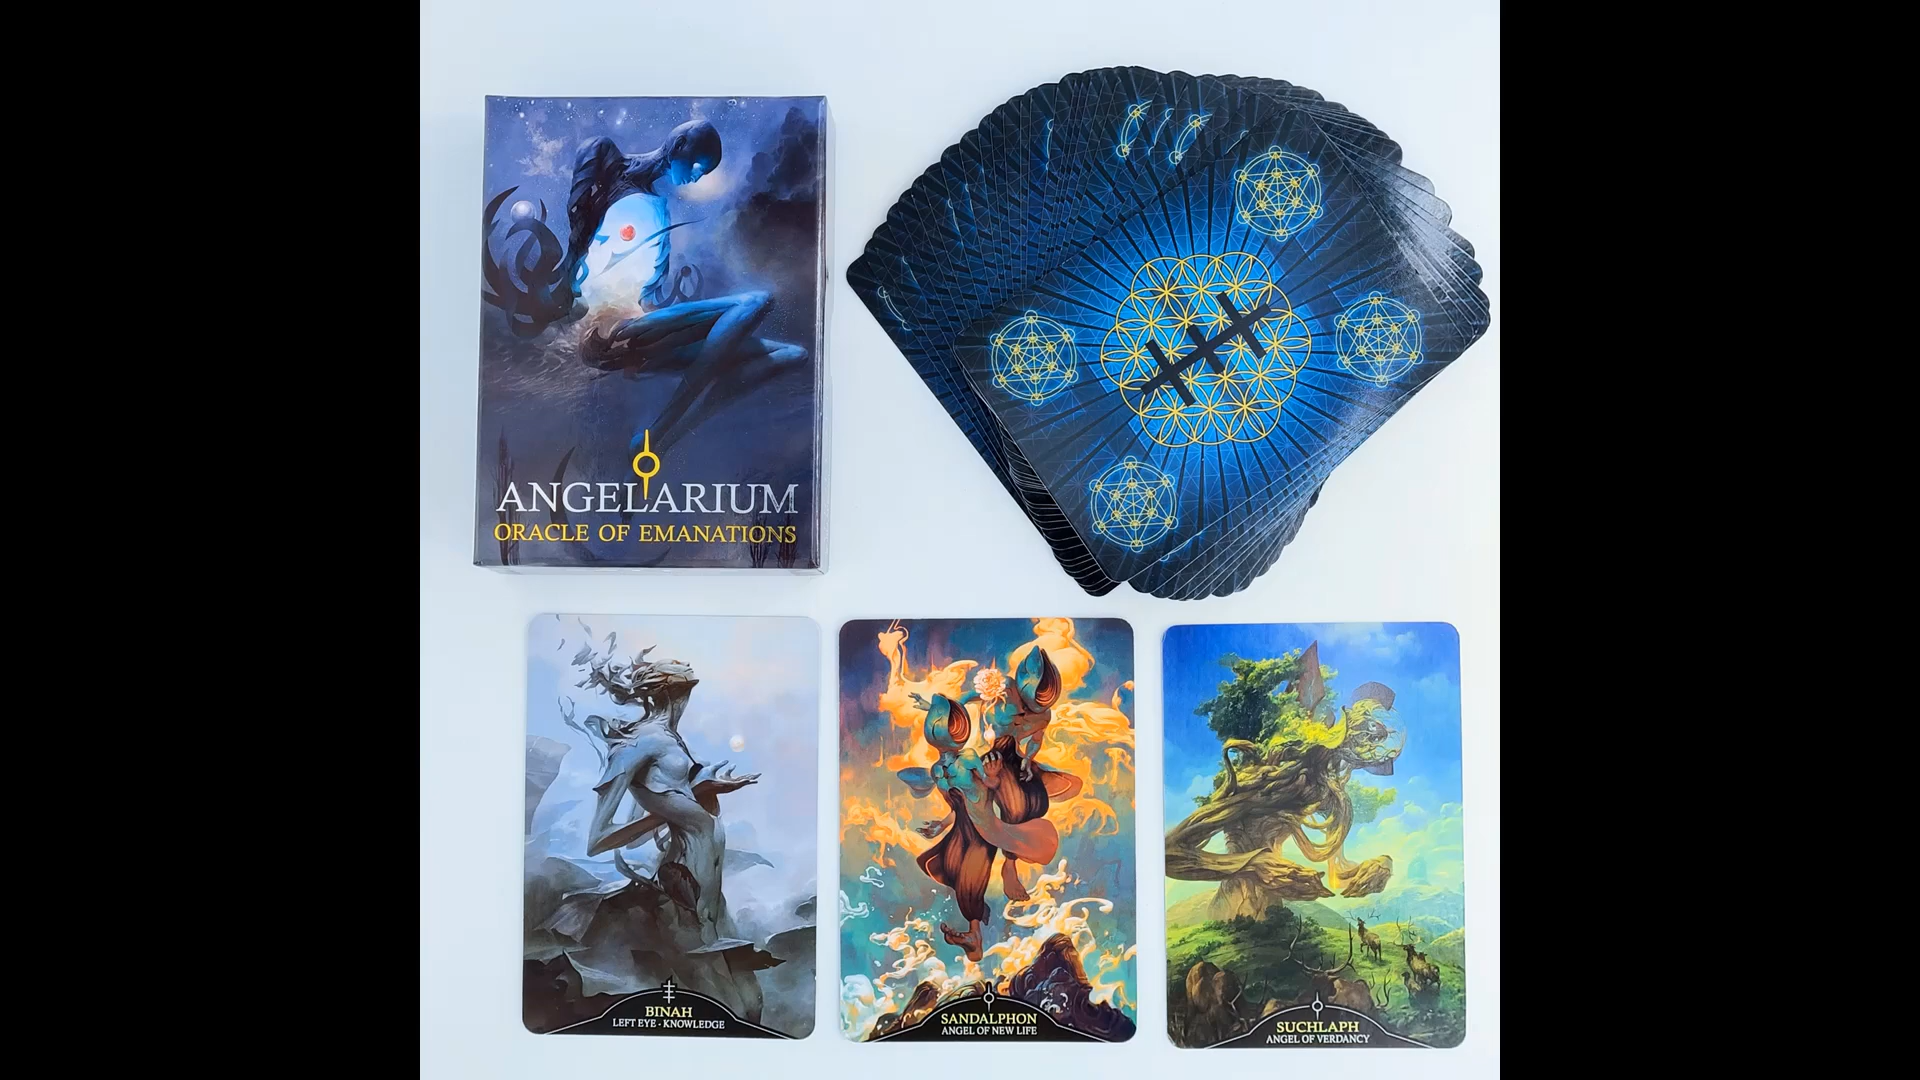 ANGELARIUM
ORACLE OF EMANATIONS
BINAH
LEFT EYE - KNOWLEDGE
SANDALPHON
ANGEL OF NEW LIFE
SUCHLAPH
ANGEL OF VERDANCY